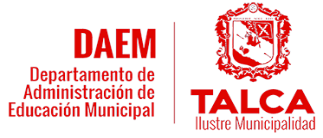 DAEM
Departamento de
Administración de
Educación Municipal
TALCA
Ilustre Municipalidad